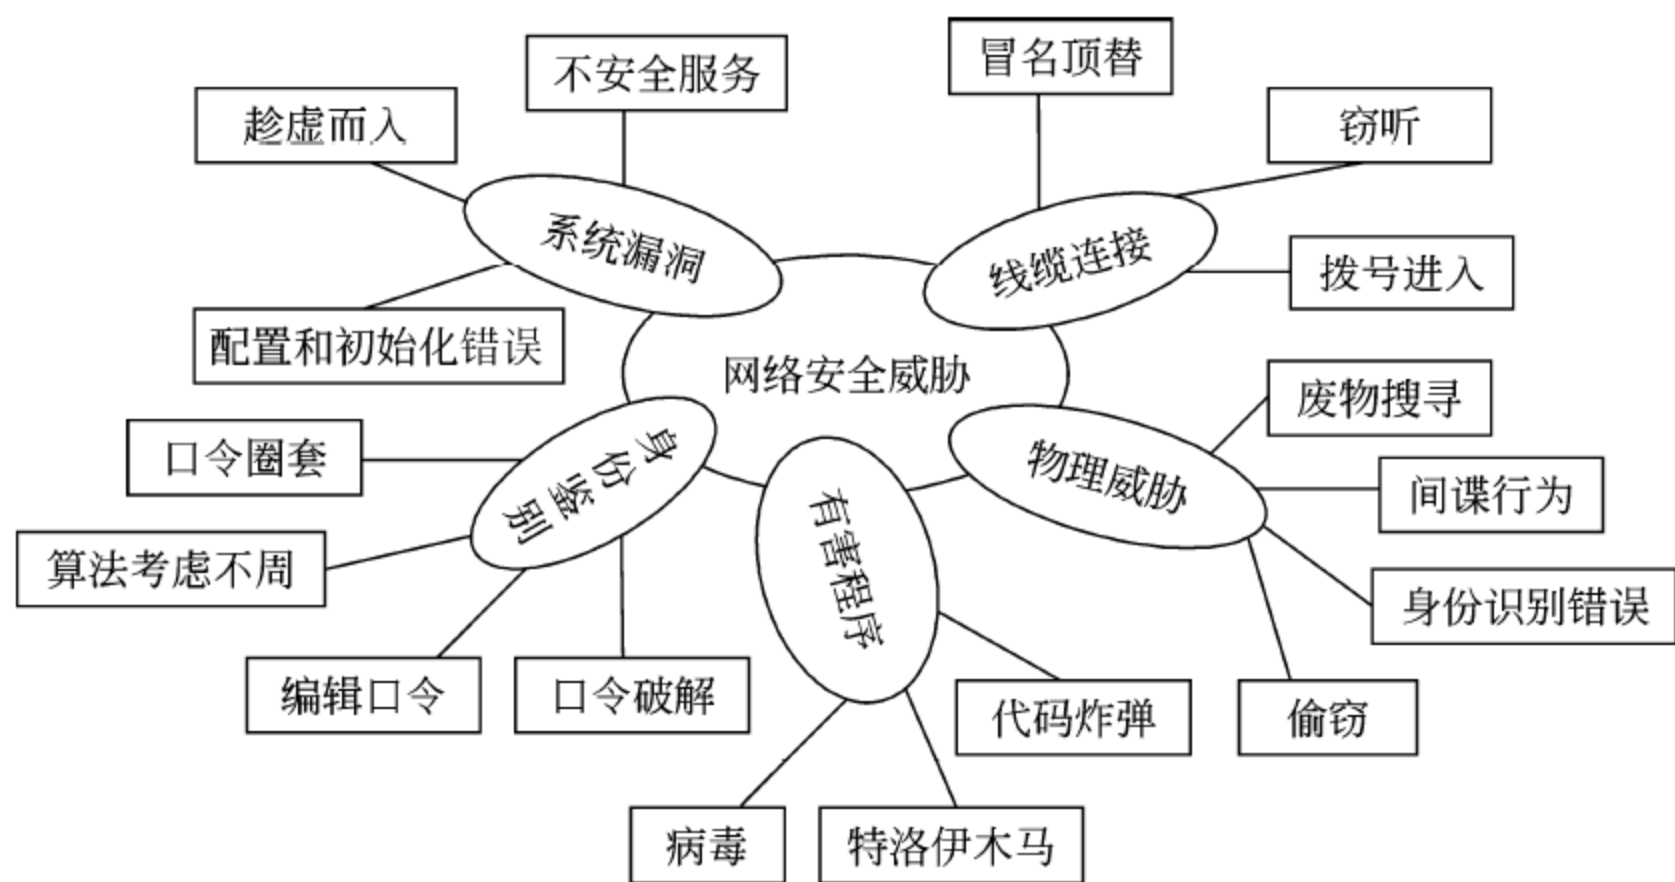 冒名顶替
不安全服务
趁虚而入
窃听
系统漏洞
线缆连接
拨号进入
配置和初始化错误
网络安全威胁
废物搜寻
口令圈套
身份鉴别
物理威胁
间谍行为
有害程序
算法考虑不周
身份识别错误
编辑口令
口令破解
代码炸弹
偷窃
病毒
特洛伊木马